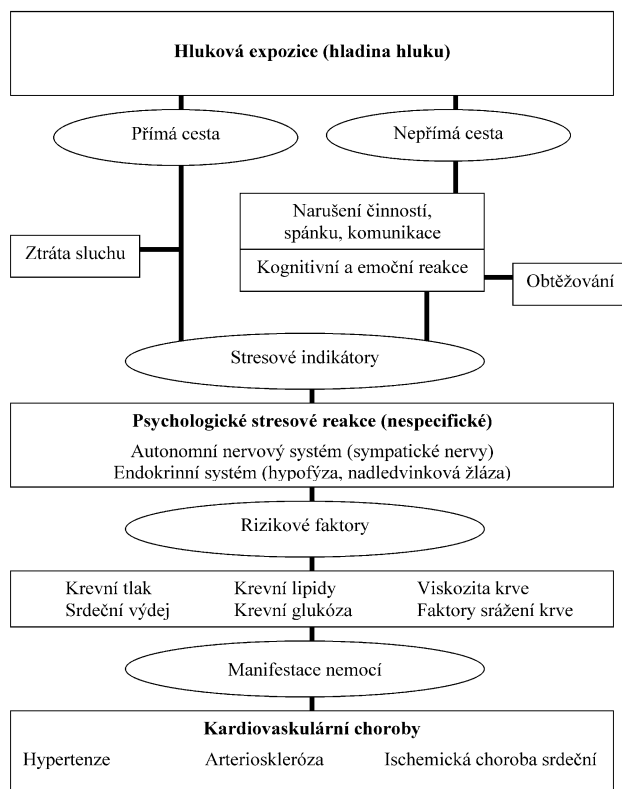 Hluková expozice (hladina hluku)
Přímá cesta
Nepřímá cesta
Narušení činností,
spánku, komunikace
Ztráta sluchu
Kognitivní a emoční reakce
Obtěžování
Stresové indikátory
Psychologické stresové reakce (nespecifické)
Autonomní nervový systém (sympatické nervy)
Endokrinní systém (hypofýza, nadledvinková žláza)
Rizikové faktory
Krevní tlak Krevní lipidy Viskozita krve
Srdeční výdej Krevní glukóza Faktory srážení krve
Manifestace nemocí
Kardiovaskulární choroby
Hypertenze Arterioskleróza Ischemická choroba srdeční